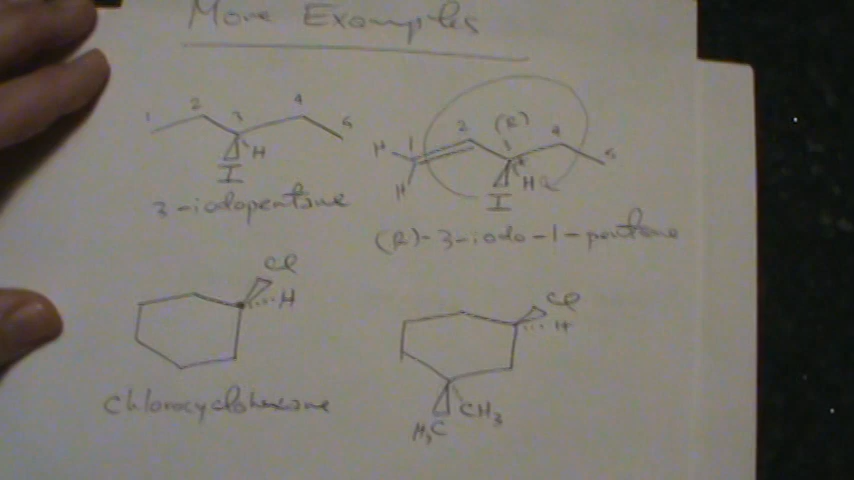 More Examples
1 2 3 4 5
H
I
3-iodopentane
H 1 2 (R) 3 4 5
H
I
(R)-3-iodo-1-pentene
Cl
H
Chlorocyclohexane
Cl
H
H3C CH3